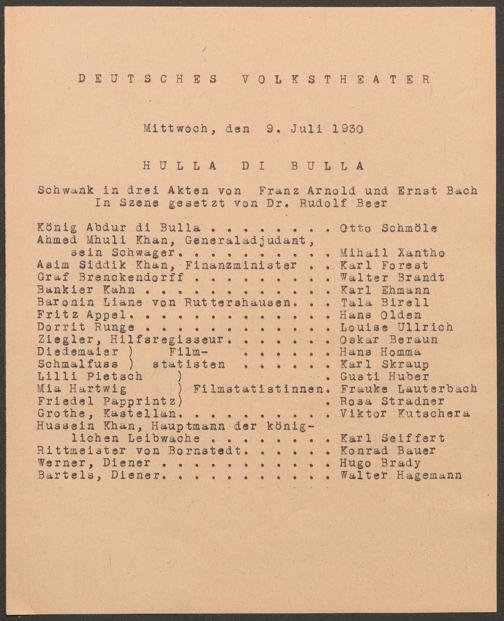 DEUTSCHES VOLKSTHEATER
Mittwoch, den 9. Juli 1930
HULLA DI BULLA
Schwank in drei Akten von Franz Arnold und Ernst Bach
In Szene gesetzt von Dr. Rudolf Beer
König Abdur di Bulla . . . . . . . . Otto Schmöle
Ahmed Mhuli Khan, Generaladjudant,
sein Schwager. . . . . . . . . . Mihail Xantho
Asim Siddik Khan, Finanzminister . . Karl Forest
Graf Brenckendorff . . . . . . . . . Walter Brandt
Bankier Kahn . . . . . . . . . . . . Karl Ehmann
Baronin Liane von Ruttershausen. . . Tala Birell
Fritz Appel. . . . . . . . . . . . . Hans Olden
Dorrit Runge . . . . . . . . . . . . Louise Ullrich
Ziegler, Hilfsregisseur. . . . . . . Oskar Beraun
Diedemaier ) Film- . . . . . . Hans Homma
Schmalfuss ) statisten . . . . . . Karl Skraup
Lilli Pietsch ) . Gusti Huber
Mia Hartwig ) Filmstatistinnen. Frauke Lauterbach
Friedel Papprintz) . Rosa Stradner
Grothe, Kastellan. . . . . . . . . . Viktor Kutschera
Hussein Khan, Hauptmann der könig-
lichen Leibwache . . . . . . . . Karl Seiffert
Rittmeister von Bornstedt. . . . . . Konrad Bauer
Werner, Diener . . . . . . . . . . . Hugo Brady
Bartels, Diener. . . . . . . . . . . Walter Hagemann